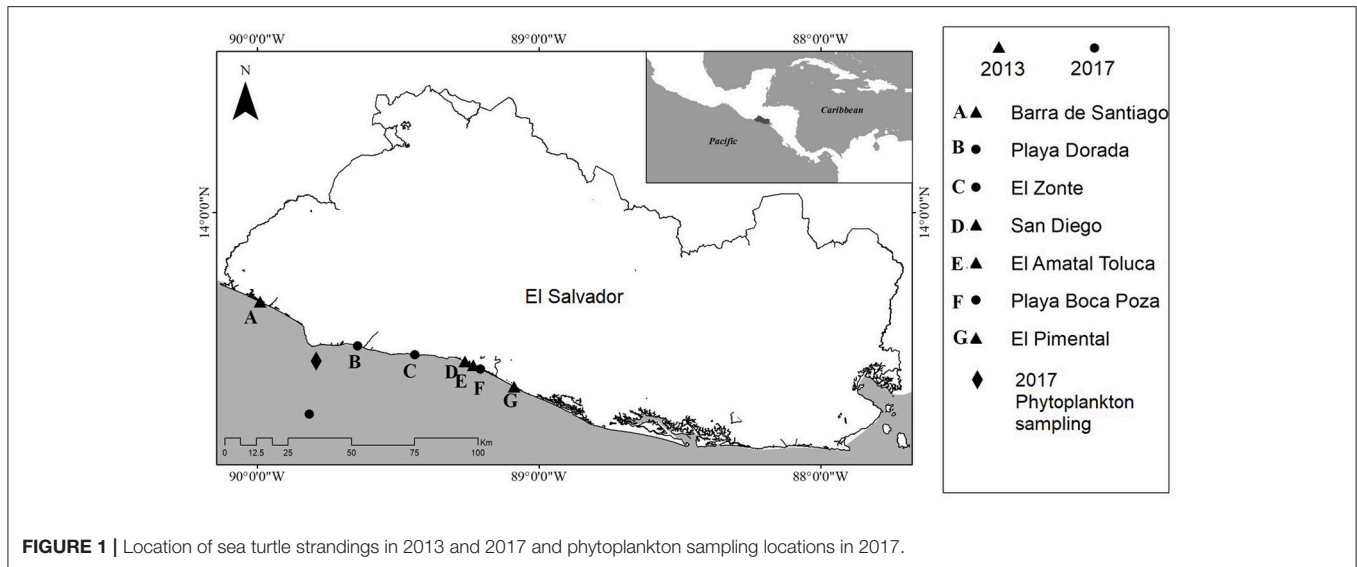 90°0'0"W
89°0'0"W
88°0'0"W
N
14°0'0"N
14°0'0"N
Caribbean
Pacific
El Salvador
A
B
C
D
E
F
G
0
12.5
25
50
75
100
Km
90°0'0"W
89°0'0"W
88°0'0"W
2013
2017
A Barra de Santiago
B Playa Dorada
C El Zonte
D San Diego
E El Amatal Toluca
F Playa Boca Poza
G El Pimental
2017
Phytoplankton
sampling
FIGURE 1 | Location of sea turtle strandings in 2013 and 2017 and phytoplankton sampling locations in 2017.